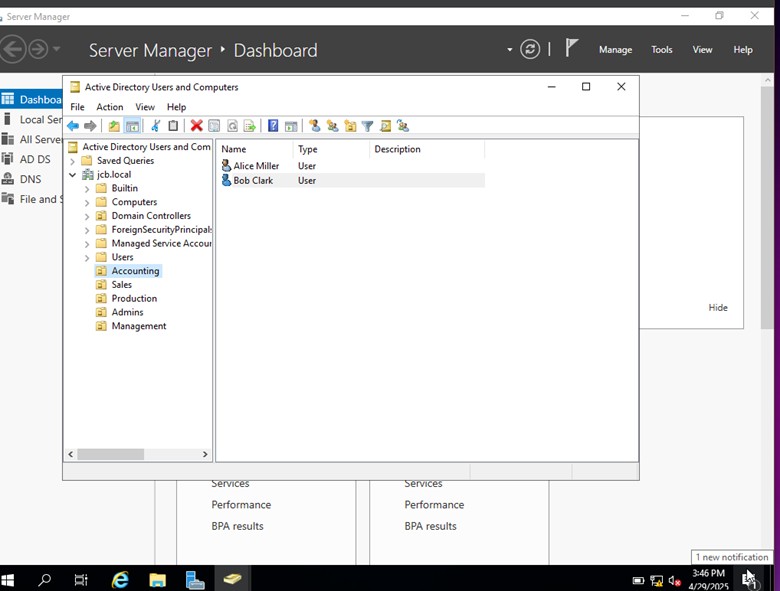 Server Manager
Server Manager • Dashboard
Manage Tools View Help
Dashboa
Local Ser
All Server
AD DS
DNS
File and S
Active Directory Users and Computers
File Action View Help
Active Directory Users and Com
Saved Queries
jcb.local
Builtin
Computers
Domain Controllers
ForeignSecurityPrincipals
Managed Service Accour
Users
Accounting
Sales
Production
Admins
Management
Name Type Description
Alice Miller User
Bob Clark User
Hide
Services
Performance
BPA results
Services
Performance
BPA results
1 new notification
3:46 PM
4/29/2025
1